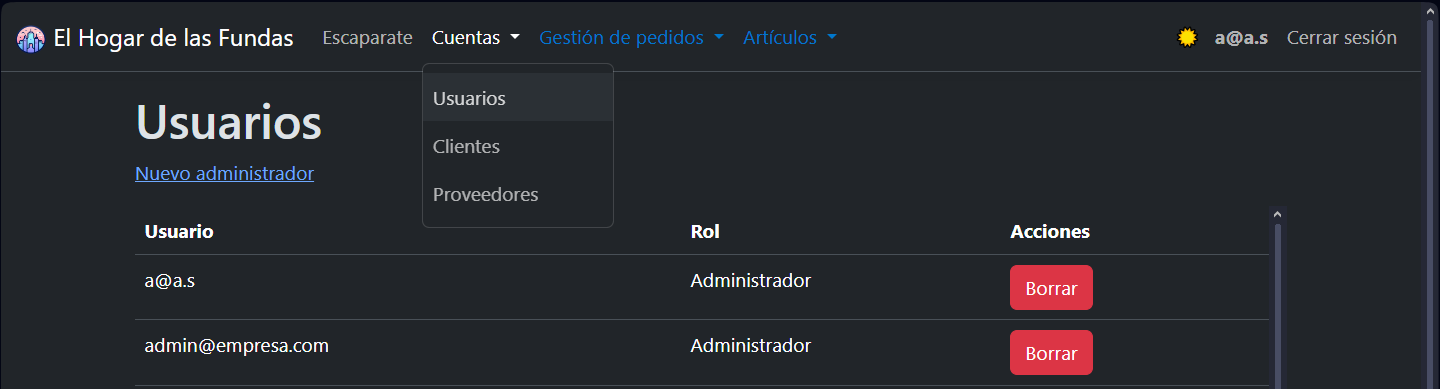 El Hogar de las Fundas Escaparate Cuentas Gestión de pedidos Artículos a@a.s Cerrar sesión
Usuarios
Clientes
Proveedores
Usuarios
Nuevo administrador
Usuario Rol Acciones
a@a.s Administrador Borrar
admin@empresa.com Administrador Borrar